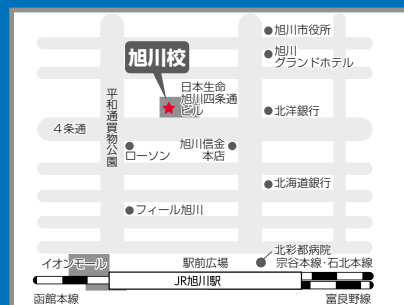 旭川市役所
旭川
グランドホテル
旭川校
日本生命
旭川四条通
ビル
平和通買物公園
北洋銀行
4条通
旭川信金
本店
ローソン
北海道銀行
フィール旭川
北彩都病院
イオンモール
駅前広場
宗谷本線・石北本線
JR旭川駅
函館本線
富良野線